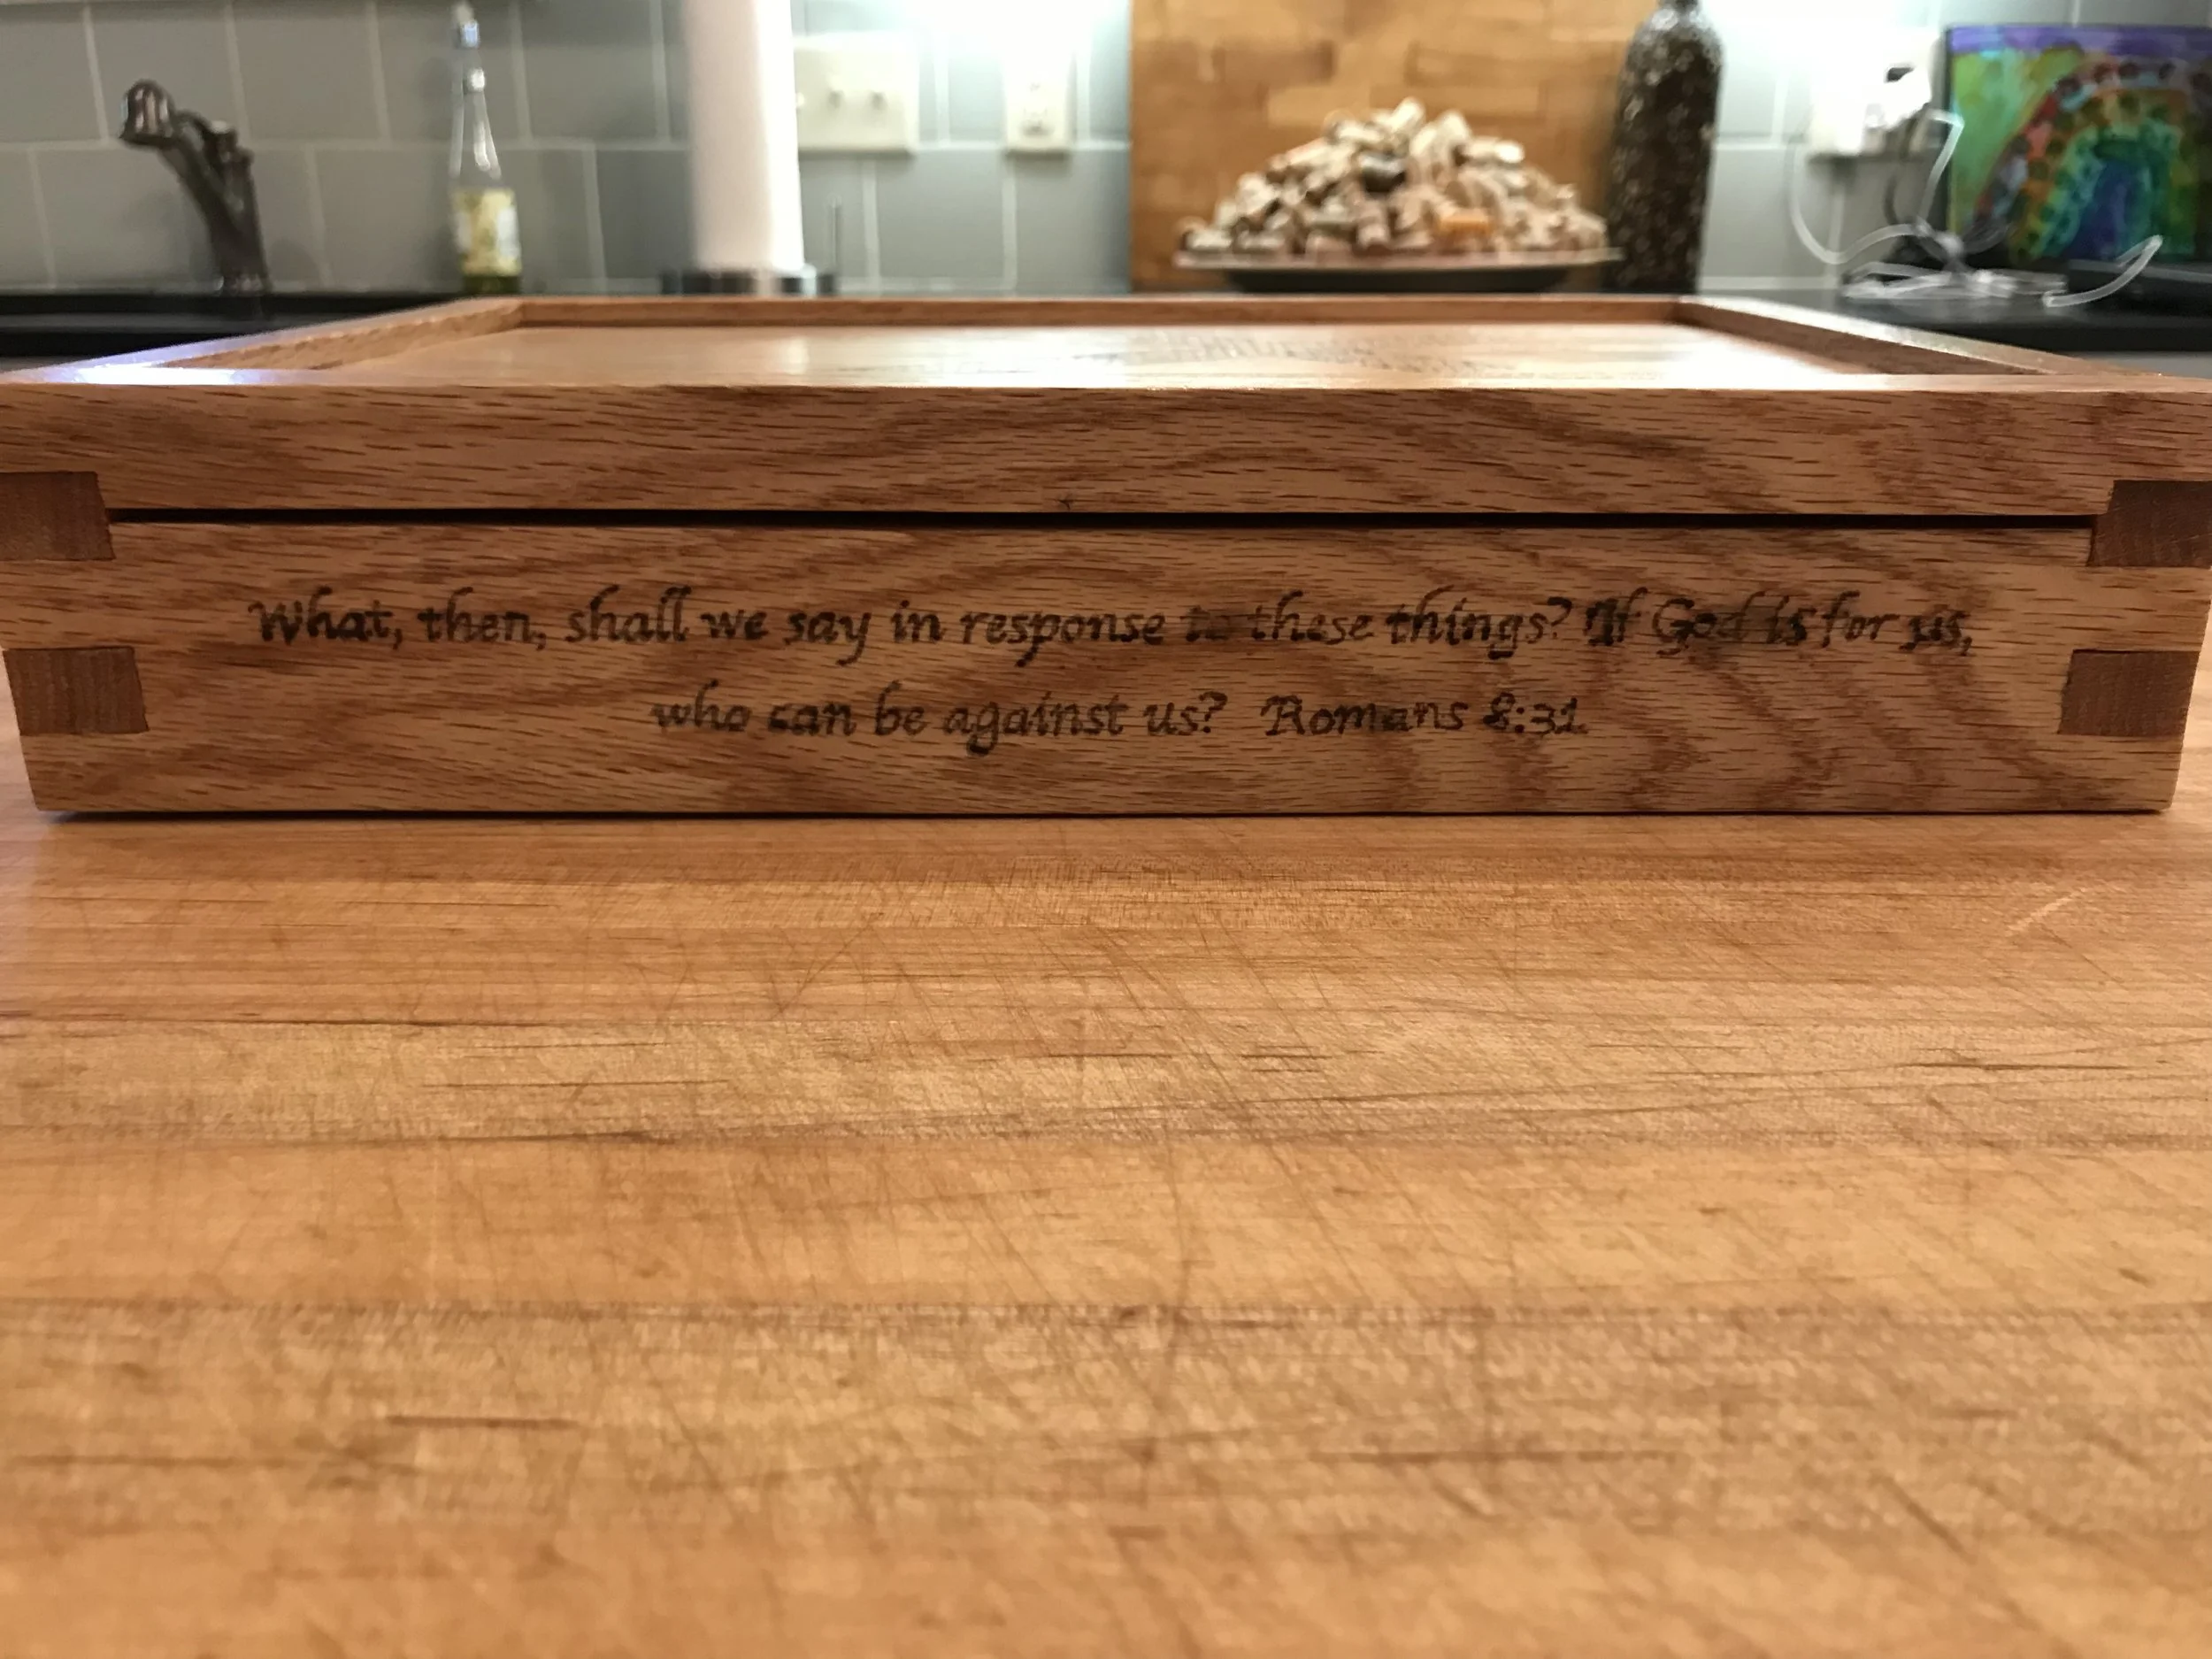 What, then, shall we say in response to these things? If God is for us,
who can be against us? Romans 8:31